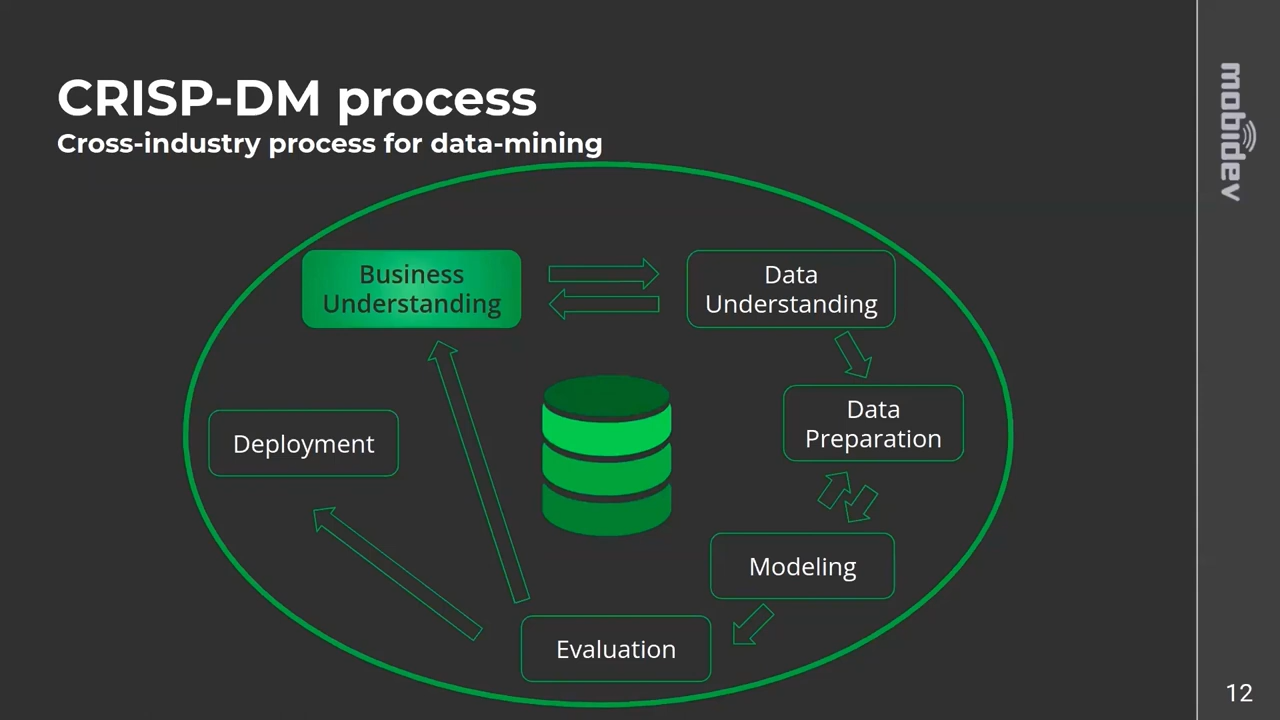 CRISP-DM process
Cross-industry process for data-mining
mobidev
Business
Understanding
Data
Understanding
Data
Preparation
Deployment
Modeling
Evaluation
12